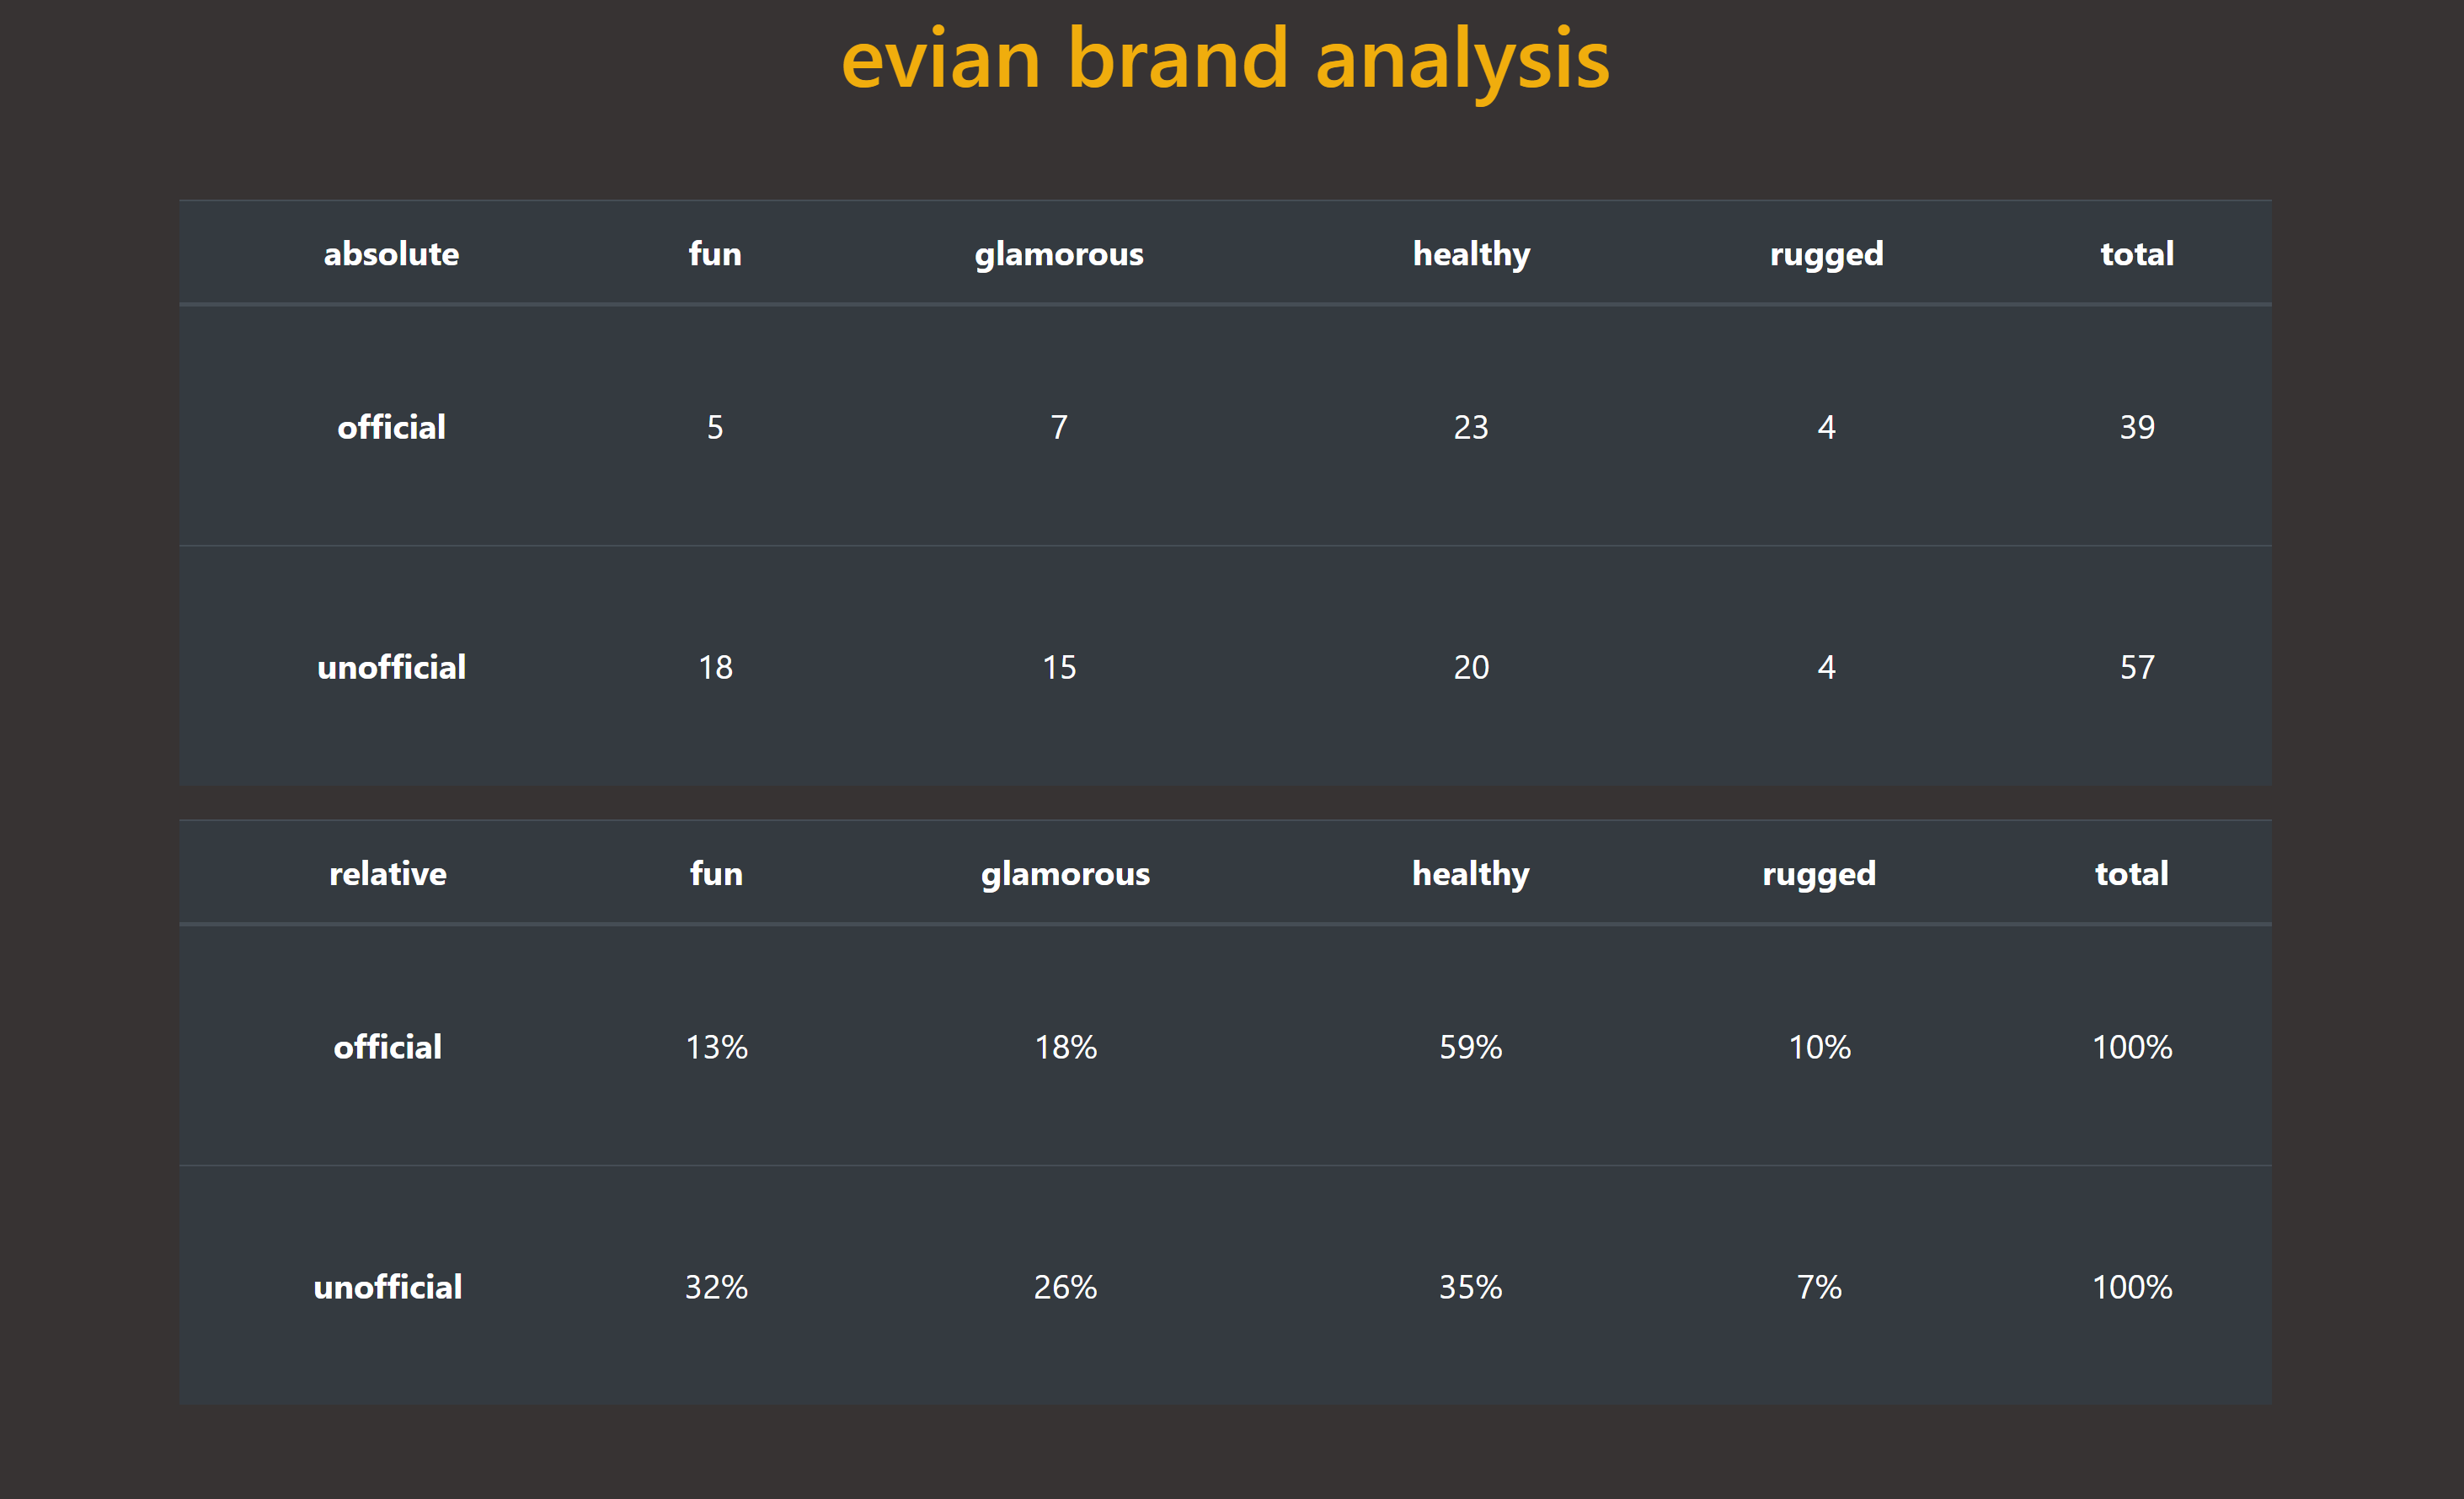 evian brand analysis
absolute fun glamorous healthy rugged total
official 5 7 23 4 39
unofficial 18 15 20 4 57
relative fun glamorous healthy rugged total
official 13% 18% 59% 10% 100%
unofficial 32% 26% 35% 7% 100%